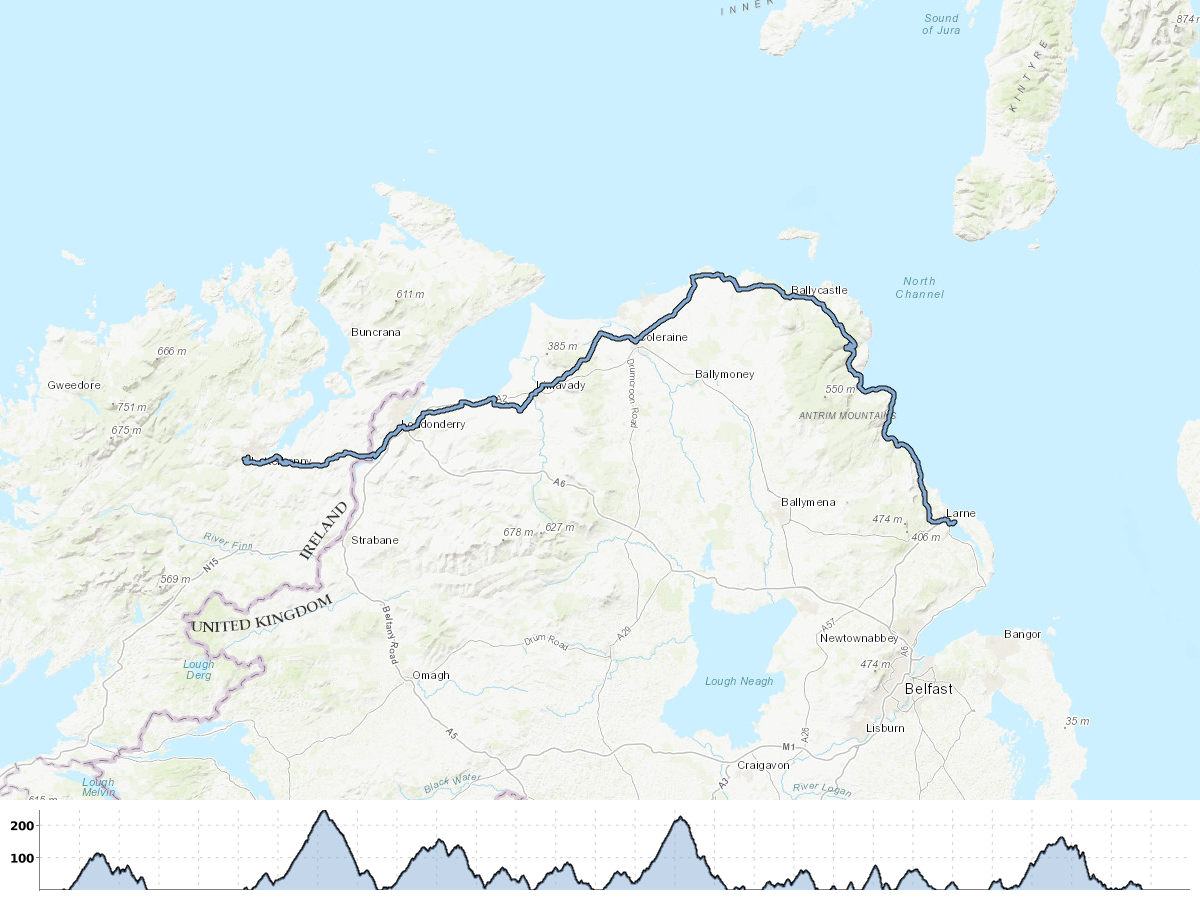 INNER
Sound
of Jura
874 m
KINTYRE
North
Channel
611 m
Ballycastle
Buncrana
385 m
Coleraine
666 m
Gweedore
Limavady
Ballymoney
751 m
550 m
A2
Drumcroon Road
ANTRIM MOUNTAINS
675 m
Londonderry
Letterkenny
A6
Ballymena
Larne
474 m
678 m
627 m
406 m
IRELAND
River Finn
Strabane
N15
569 m
UNITED KINGDOM
Beltany Road
A57
Newtownabbey
A6
Bangor
Drum Road
A29
474 m
Lough
Derg
Omagh
Lough Neagh
Belfast
35 m
Lisburn
A5
A26
M1
Craigavon
Black Water
A3
River Logan
Lough
Melvin
615 m
200
100